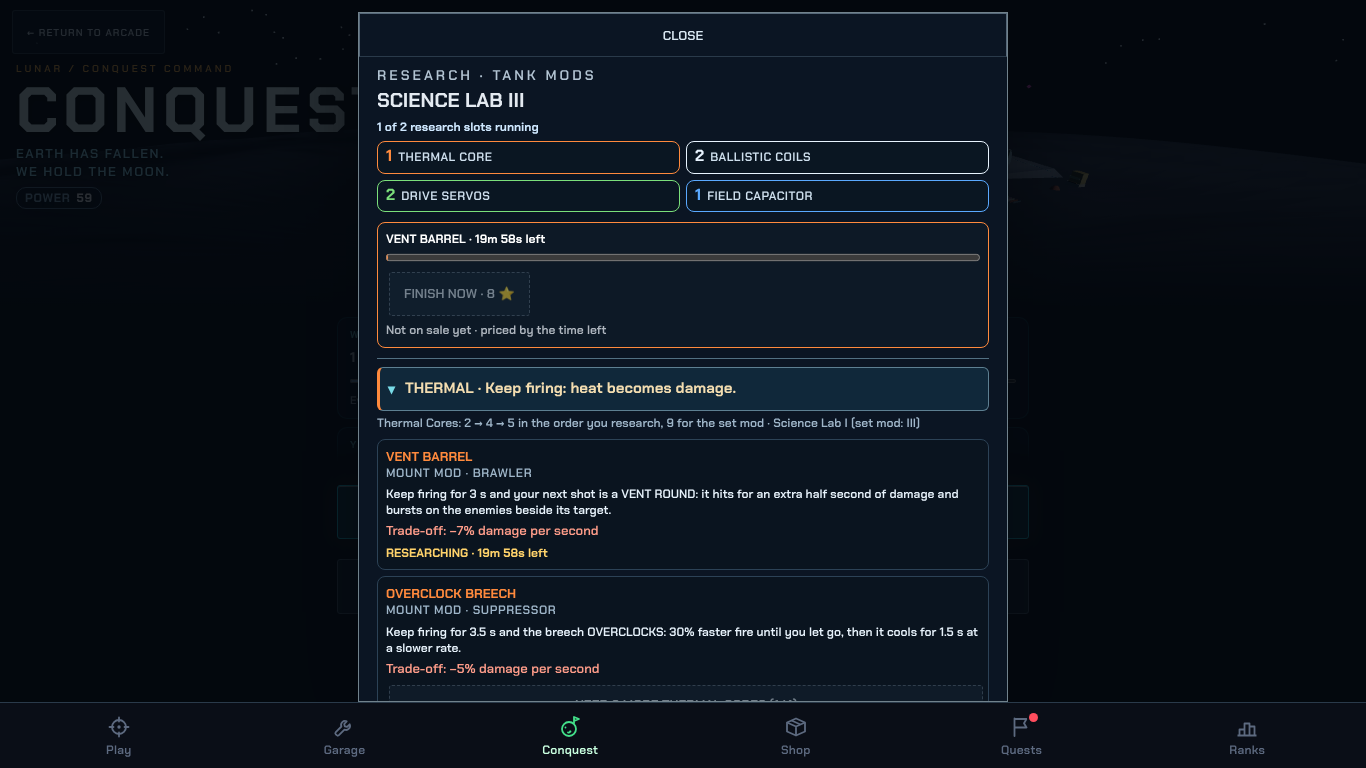 CLOSE
← RETURN TO ARCADE
LUNAR / CONQUEST COMMAND
CONQUEST
EARTH HAS FALLEN.
WE HOLD THE MOON.
POWER 59
RESEARCH · TANK MODS
SCIENCE LAB III
1 of 2 research slots running
1 THERMAL CORE
2 BALLISTIC COILS
2 DRIVE SERVOS
1 FIELD CAPACITOR
VENT BARREL · 19m 58s left
FINISH NOW · 8 ⭐
Not on sale yet · priced by the time left
▼ THERMAL · Keep firing: heat becomes damage.
Thermal Cores: 2 → 4 → 5 in the order you research, 9 for the set mod · Science Lab I (set mod: III)
VENT BARREL
MOUNT MOD · BRAWLER
Keep firing for 3 s and your next shot is a VENT ROUND: it hits for an extra half second of damage and
bursts on the enemies beside its target.
Trade-off: −7% damage per second
RESEARCHING · 19m 58s left
OVERCLOCK BREECH
MOUNT MOD · SUPPRESSOR
Keep firing for 3.5 s and the breech OVERCLOCKS: 30% faster fire until you let go, then it cools for 1.5 s at
a slower rate.
Trade-off: −5% damage per second
Play
Garage
Conquest
Shop
Quests
Ranks